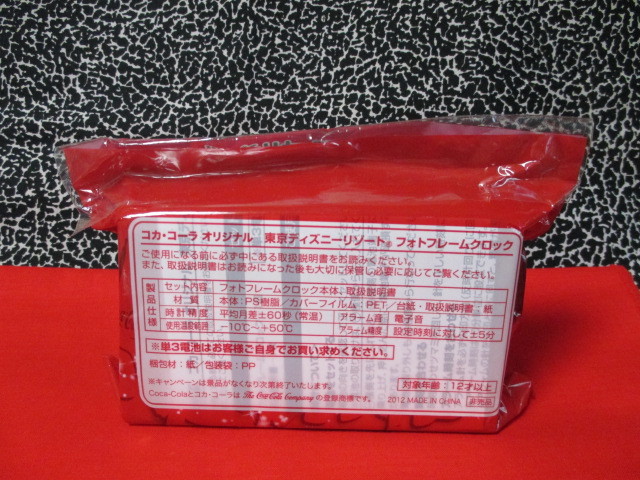 コカ・コーラ オリジナル 東京ディズニーリゾート® フォトフレームクロック
ご使用になる前に必ず中にある取扱説明書をお読みください。
また、取扱説明書はお読みになった後も大切に保管し必要に応じてご覧ください。
製品仕様
セット内容 フォトフレームクロック本体、取扱説明書（1）
材質 本体：PS樹脂／カバーフイルム：PET／台紙・取扱説明書：紙
時計精度 平均月差±60秒（常温） アラーム音 電子音
使用温度範囲 −10℃〜＋50℃ アラーム精度 設定時刻に対して±5分
※単3電池はお客様ご自身でお買い求めください。
梱包材：紙／包装袋：PP
※キャンペーンは景品がなくなり次第終了いたします。
対象年齢：12才以上
Coca-Colaとコカ・コーラは The Coca-Cola Company の登録商標です。
2012 MADE IN CHINA 非売品